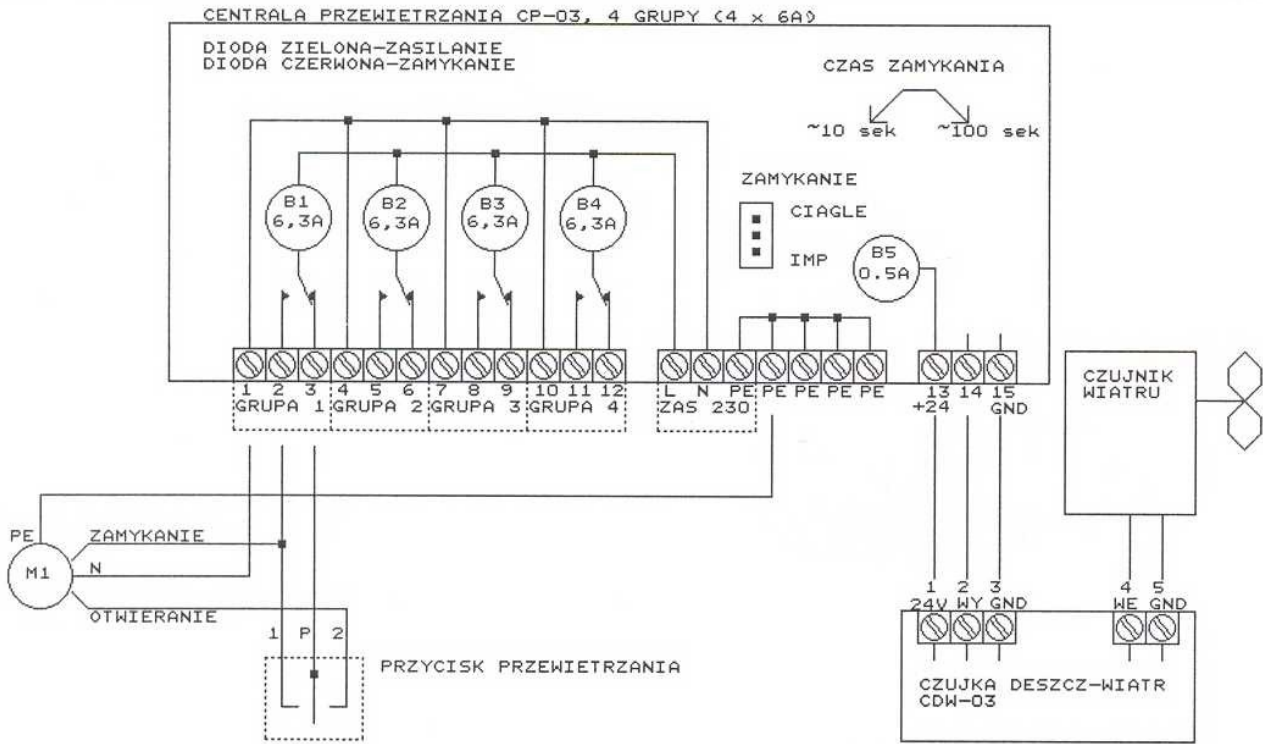 CENTRALA PRZEWIETRZANIA CP-03, 4 GRUPY (4 x 6A)
DIODA ZIELONA-ZASILANIE
DIODA CZERWONA-ZAMYKANIE
CZAS ZAMYKANIA
~10 sek ~100 sek
ZAMYKANIE
CIAGLE
IMP
B1
6,3A
B2
6,3A
B3
6,3A
B4
6,3A
B5
0.5A
1 2 3 4 5 6 7 8 9 10 11 12
GRUPA 1 GRUPA 2 GRUPA 3 GRUPA 4
L N PE PE PE PE PE
ZAS 230
13 14 15
+24 GND
CZUJNIK
WIATRU
PE
ZAMYKANIE
M1
N
OTWIERANIE
1 P 2
PRZYCISK PRZEWIETRZANIA
1 2 3 4 5
24V WY GND WE GND
CZUJKA DESZCZ-WIATR
CDW-03